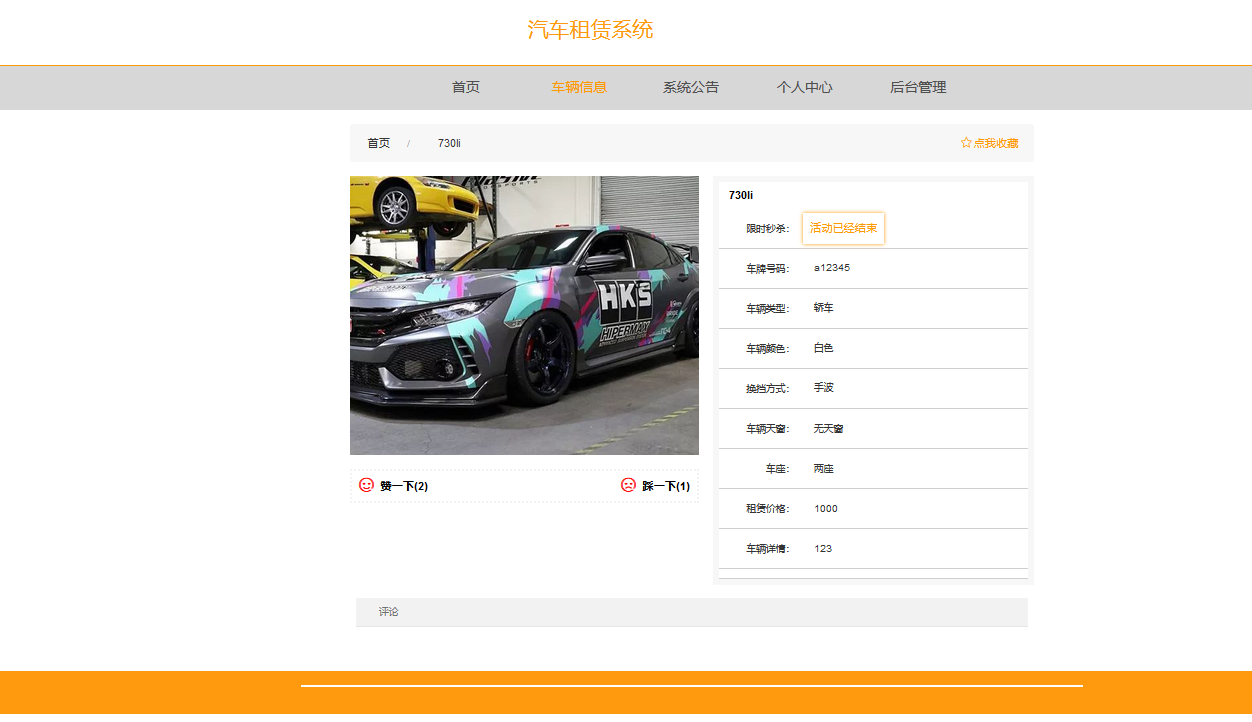 汽车租赁系统
首页 车辆信息 系统公告 个人中心 后台管理
首页 / 730li ☆点我收藏
HKS
HIPERMAX
730li
限时秒杀: 活动已经结束
车牌号码: a12345
车辆类型: 轿车
车辆颜色: 白色
换挡方式: 手波
车辆天窗: 无天窗
车座: 两座
租赁价格: 1000
车辆详情: 123
赞一下(2) 踩一下(1)
评论